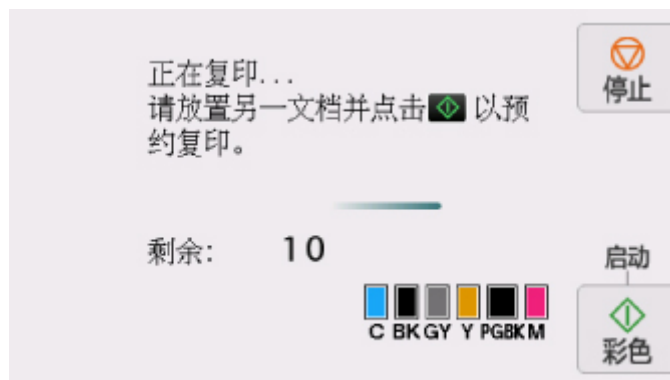 正在复印...
请放置另一文档并点击 以预
约复印。
停止
剩余: 10
启动
C BK GY Y PGBK M
彩色